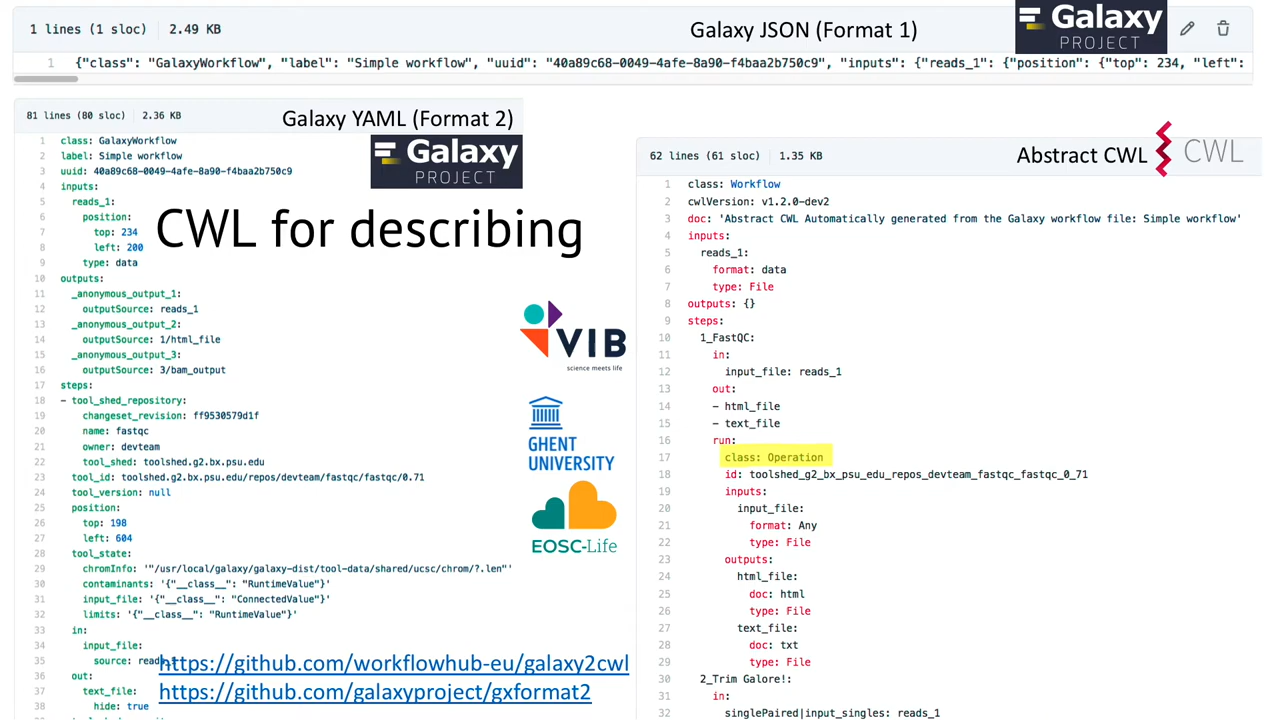 1 lines (1 sloc) 2.49 KB
Galaxy JSON (Format 1)
Galaxy
PROJECT
1 {"class": "GalaxyWorkflow", "label": "Simple workflow", "uuid": "40a89c68-0049-4afe-8a90-f4baa2b750c9", "inputs": {"reads_1": {"position": {"top": 234, "left":
81 lines (80 sloc) 2.36 KB
Galaxy YAML (Format 2)
Galaxy
PROJECT
1 class: GalaxyWorkflow
2 label: Simple workflow
3 uuid: 40a89c68-0049-4afe-8a90-f4baa2b750c9
4 inputs:
5 reads_1:
6 position:
7 top: 234
8 left: 200
9 type: data
10 outputs:
11 _anonymous_output_1:
12 outputSource: reads_1
13 _anonymous_output_2:
14 outputSource: 1/html_file
15 _anonymous_output_3:
16 outputSource: 3/bam_output
17 steps:
18 - tool_shed_repository:
19 changeset_revision: ff9530579d1f
20 name: fastqc
21 owner: devteam
22 tool_shed: toolshed.g2.bx.psu.edu
23 tool_id: toolshed.g2.bx.psu.edu/repos/devteam/fastqc/fastqc/0.71
24 tool_version: null
25 position:
26 top: 198
27 left: 604
28 tool_state:
29 chromInfo: '"/usr/local/galaxy/galaxy-dist/tool-data/shared/ucsc/chrom/?.len"'
30 contaminants: '{"__class__": "RuntimeValue"}'
31 input_file: '{"__class__": "ConnectedValue"}'
32 limits: '{"__class__": "RuntimeValue"}'
33 in:
34 input_file:
35 source:
36 out:
37 text_file:
38 hide: true
CWL for describing
VIB
science meets life
GHENT
UNIVERSITY
EOSC-Life
https://github.com/workflowhub-eu/galaxy2cwl
https://github.com/galaxyproject/gxformat2
62 lines (61 sloc) 1.35 KB
Abstract CWL
CWL
1 class: Workflow
2 cwlVersion: v1.2.0-dev2
3 doc: 'Abstract CWL Automatically generated from the Galaxy workflow file: Simple workflow'
4 inputs:
5 reads_1:
6 format: data
7 type: File
8 outputs: {}
9 steps:
10 1_FastQC:
11 in:
12 input_file: reads_1
13 out:
14 - html_file
15 - text_file
16 run:
17 class: Operation
18 id: toolshed_g2_bx_psu_edu_repos_devteam_fastqc_fastqc_0_71
19 inputs:
20 input_file:
21 format: Any
22 type: File
23 outputs:
24 html_file:
25 doc: html
26 type: File
27 text_file:
28 doc: txt
29 type: File
30 2_Trim Galore!:
31 in:
32 singlePaired|input_singles: reads_1